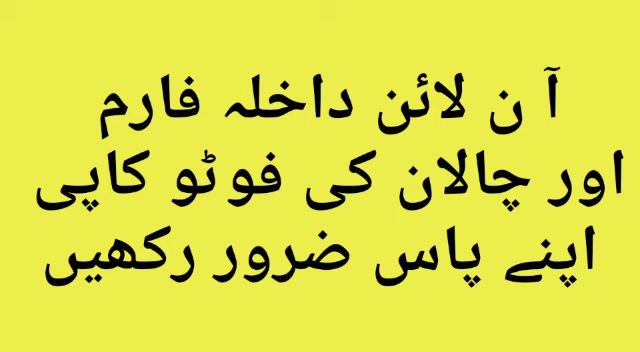 آ ن لائن داخلہ فارم
اور چالان کی فوٹو کاپی
اپنے پاس ضرور رکھیں